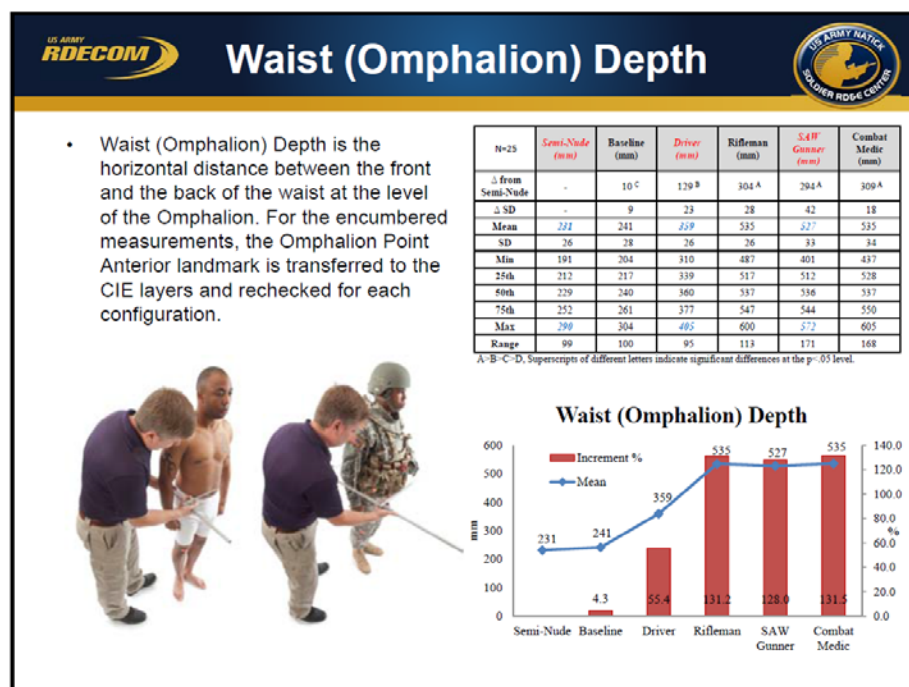 US ARMY
RDECOM
Waist (Omphalion) Depth
US ARMY NATICK
SOLDIER RD&E CENTER
• Waist (Omphalion) Depth is the
horizontal distance between the front
and the back of the waist at the level
of the Omphalion. For the encumbered
measurements, the Omphalion Point
Anterior landmark is transferred to the
CIE layers and rechecked for each
configuration.
N=25 Semi-Nude (mm) Baseline (mm) Driver (mm) Rifleman (mm) SAW Gunner (mm) Combat Medic (mm)
Δ from Semi-Nude - 10 C 129 B 304 A 294 A 309 A
Δ SD - 9 23 28 42 18
Mean 231 241 359 535 527 535
SD 26 28 26 26 33 34
Min 191 204 310 487 401 437
25th 212 217 339 517 512 528
50th 229 240 360 537 536 537
75th 252 261 377 547 544 550
Max 290 304 405 600 572 605
Range 99 100 95 113 171 168
A>B>C>D, Superscripts of different letters indicate significant differences at the p<.05 level.
Waist (Omphalion) Depth
600 535 527 535 140.0
500 Increment % 120.0
Mean 100.0
400 359 80.0
mm 300 231 241 60.0 %
200 40.0
100 20.0
0 4.3 55.4 131.2 128.0 131.5 0.0
Semi-Nude Baseline Driver Rifleman SAW Combat
Gunner Medic